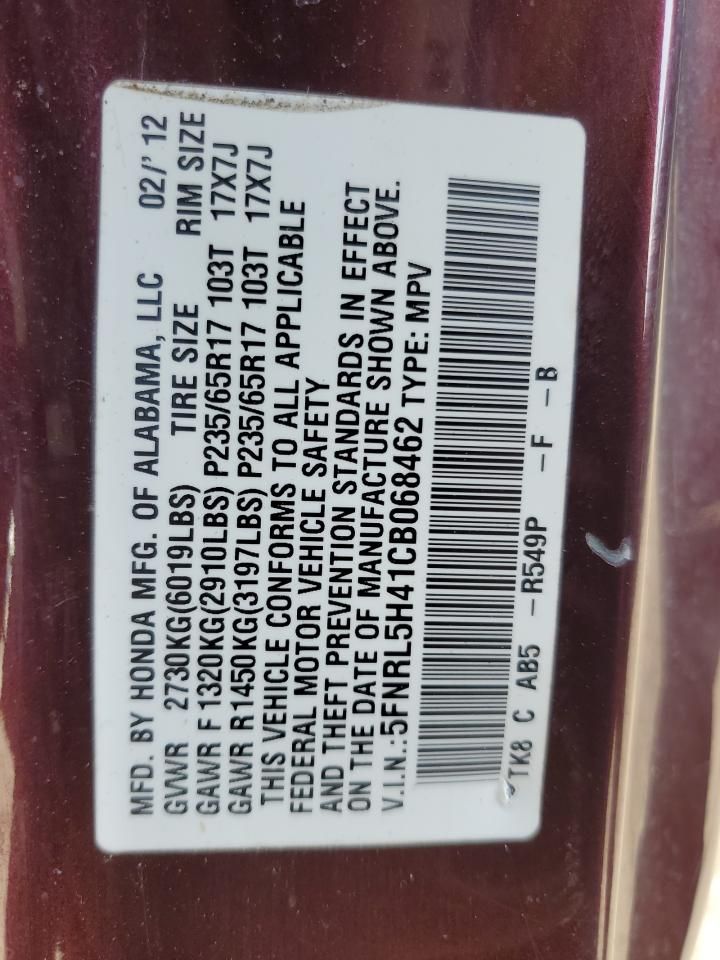 MFD. BY HONDA MFG. OF ALABAMA, LLC 02/' 12
GVWR 2730KG(6019LBS) TIRE SIZE RIM SIZE
GAWR F 1320KG(2910LBS) P235/65R17 103T 17X7J
GAWR R1450KG(3197LBS) P235/65R17 103T 17X7J
THIS VEHICLE CONFORMS TO ALL APPLICABLE
FEDERAL MOTOR VEHICLE SAFETY
AND THEFT PREVENTION STANDARDS IN EFFECT
ON THE DATE OF MANUFACTURE SHOWN ABOVE.
V.I.N.:5FNRL5H41CB068462 TYPE: MPV
TK8 C AB5 -R549P -F -B